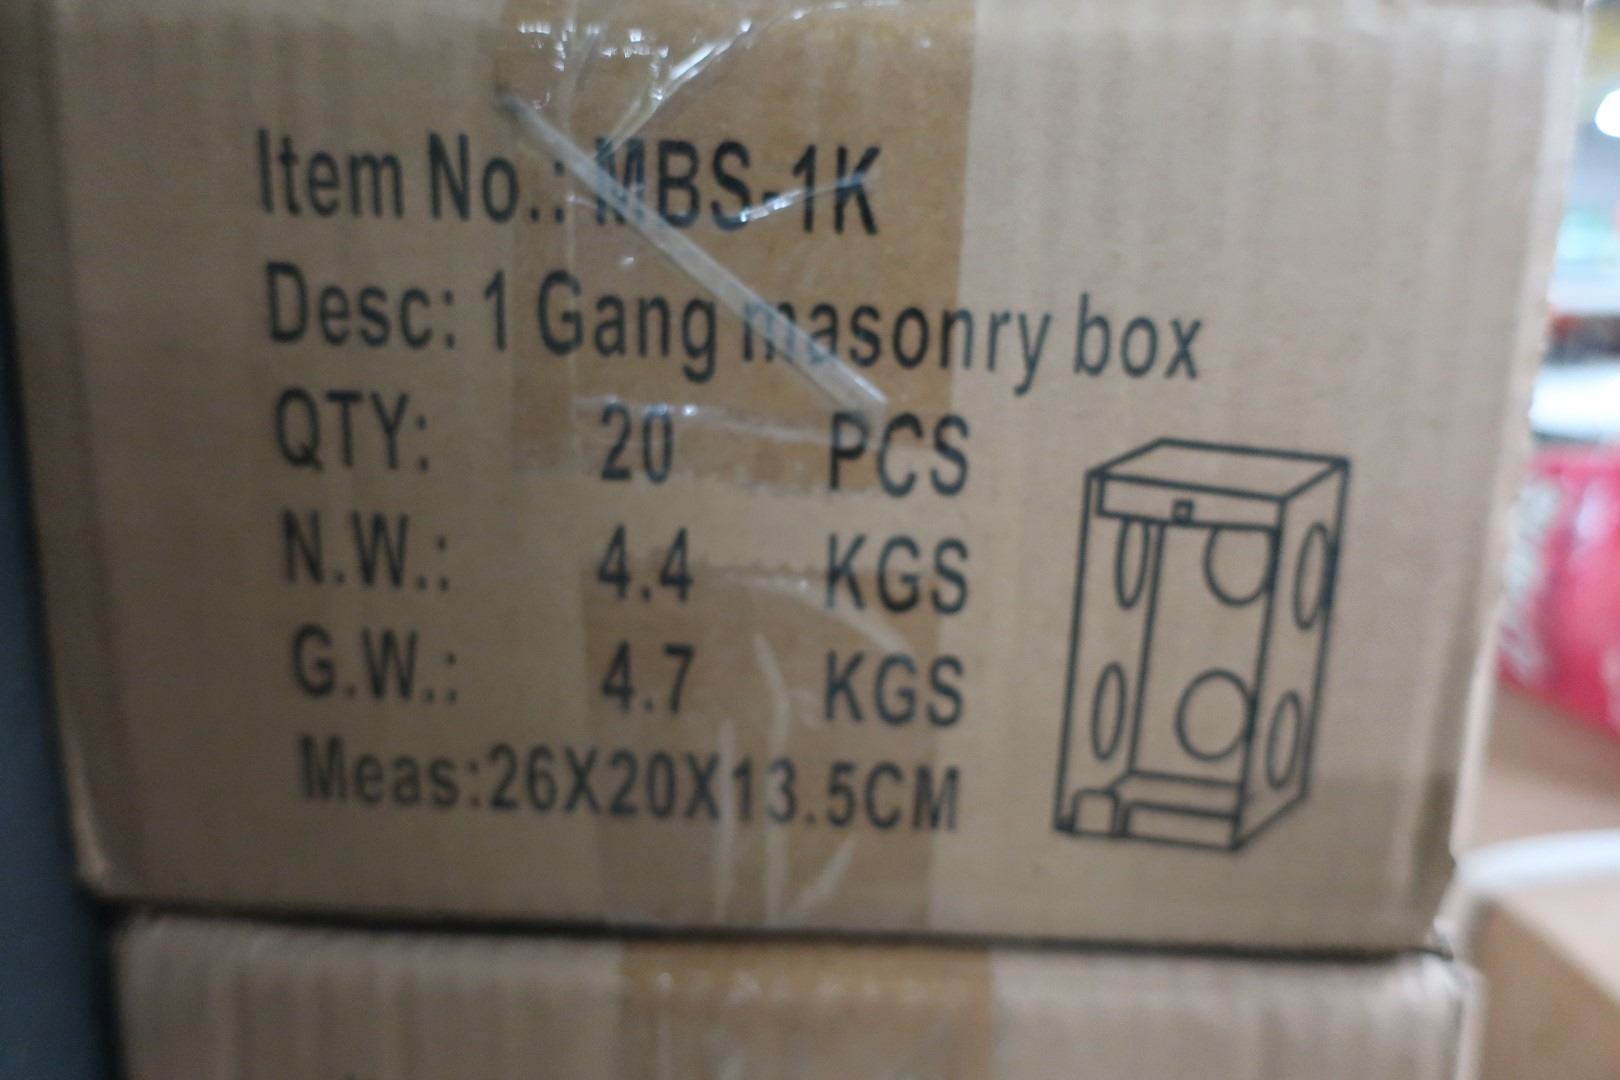 Item No.: MBS-1K
Desc: 1 Gang masonry box
QTY: 20 PCS
N.W.: 4.4 KGS
G.W.: 4.7 KGS
Meas:26X20X13.5CM